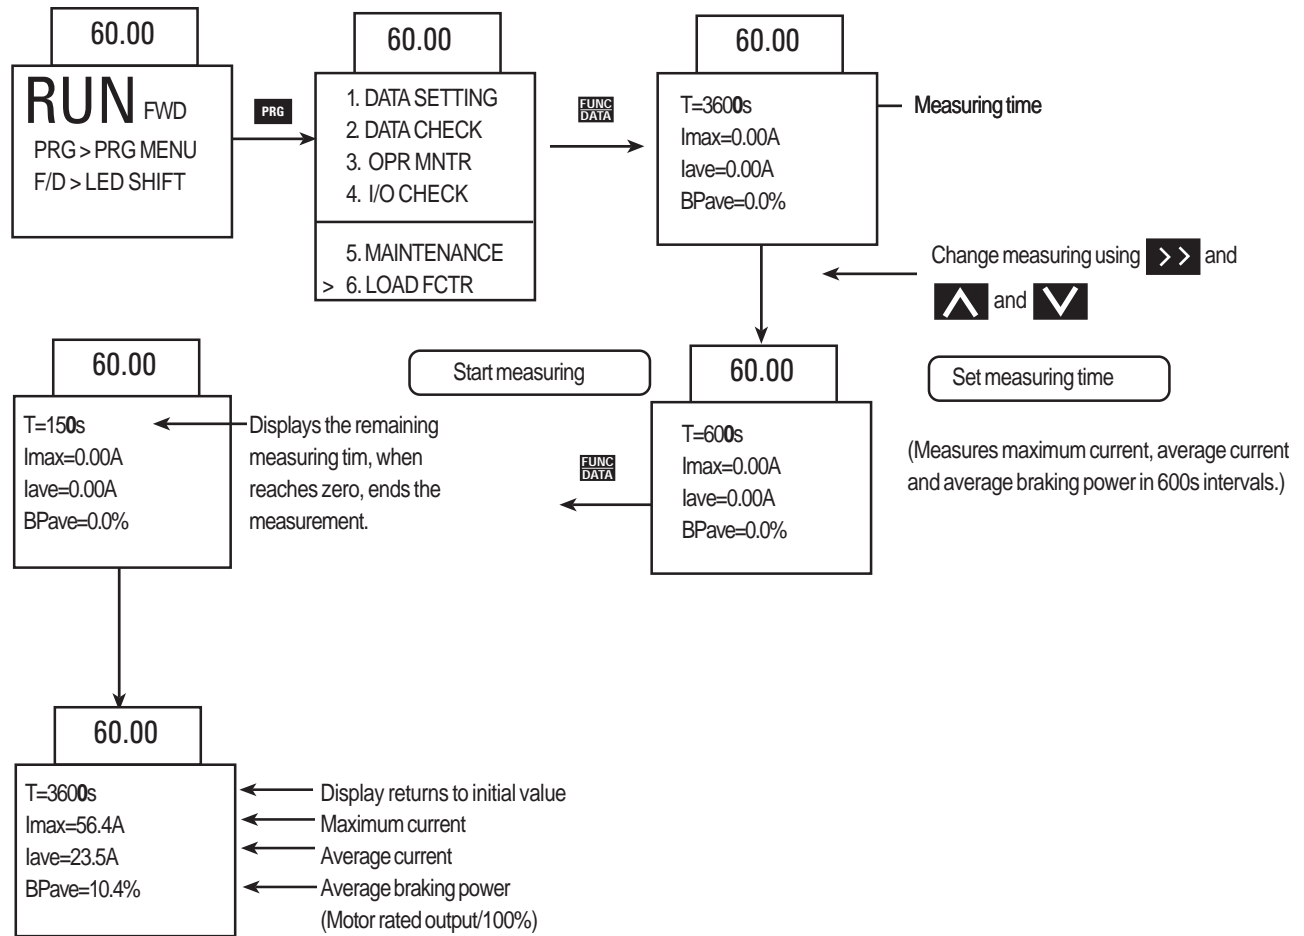 60.00
RUN FWD
PRG > PRG MENU
F/D > LED SHIFT
PRG
60.00
1. DATA SETTING
2. DATA CHECK
3. OPR MNTR
4. I/O CHECK
5. MAINTENANCE
> 6. LOAD FCTR
FUNC
DATA
60.00
T=3600s
Imax=0.00A
Iave=0.00A
BPave=0.0%
Measuring time
Change measuring using >> and
∧ and ∨
Set measuring time
(Measures maximum current, average current
and average braking power in 600s intervals.)
60.00
T=600s
Imax=0.00A
Iave=0.00A
BPave=0.0%
Start measuring
FUNC
DATA
60.00
T=150s
Imax=0.00A
Iave=0.00A
BPave=0.0%
Displays the remaining
measuring tim, when
reaches zero, ends the
measurement.
60.00
T=3600s
Imax=56.4A
Iave=23.5A
BPave=10.4%
Display returns to initial value
Maximum current
Average current
Average braking power
(Motor rated output/100%)